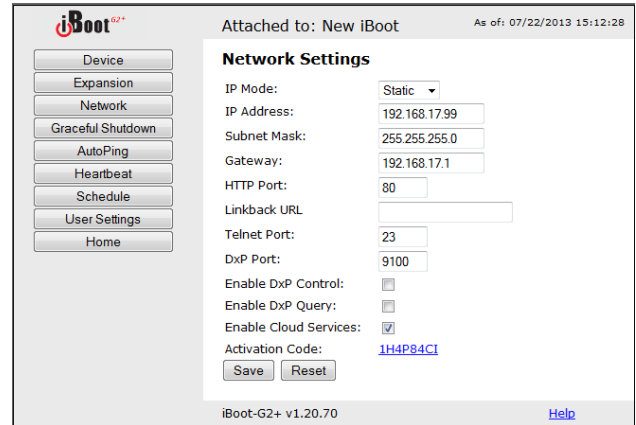 iBoot G2+
Attached to: New iBoot
As of: 07/22/2013 15:12:28
Device
Expansion
Network
Graceful Shutdown
AutoPing
Heartbeat
Schedule
User Settings
Home
Network Settings
IP Mode: Static
IP Address: 192.168.17.99
Subnet Mask: 255.255.255.0
Gateway: 192.168.17.1
HTTP Port: 80
Linkback URL
Telnet Port: 23
DxP Port: 9100
Enable DxP Control:
Enable DxP Query:
Enable Cloud Services:
Activation Code: 1H4P84CI
Save Reset
iBoot-G2+ v1.20.70 Help